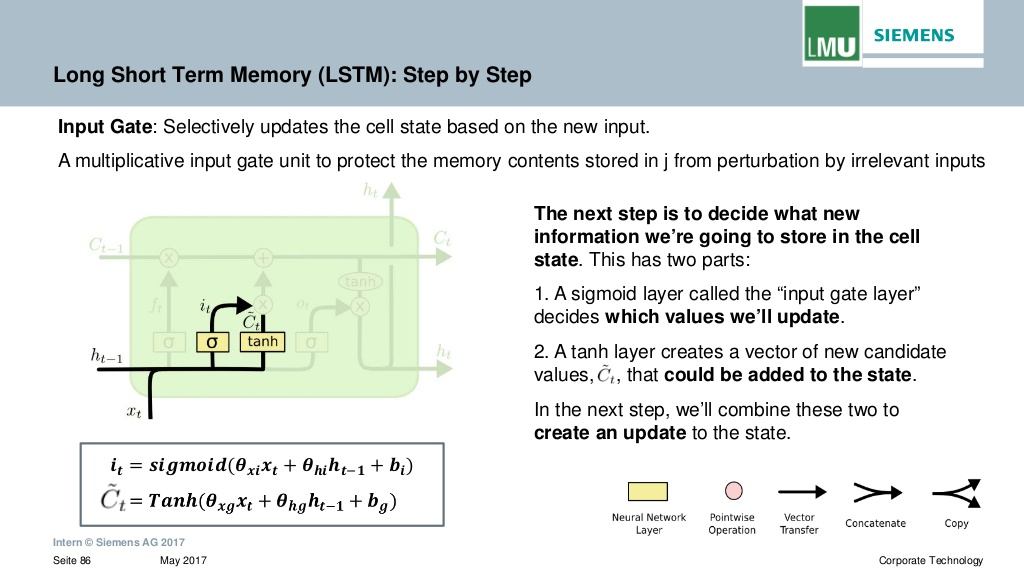 LMU
SIEMENS
Long Short Term Memory (LSTM): Step by Step
Input Gate: Selectively updates the cell state based on the new input.
A multiplicative input gate unit to protect the memory contents stored in j from perturbation by irrelevant inputs
hₜ
Cₜ₋₁
Cₜ
x
+
tanh
fₜ
iₜ
x
oₜ
x
C̃ₜ
σ
σ
tanh
σ
hₜ₋₁
hₜ
xₜ
The next step is to decide what new
information we’re going to store in the cell
state. This has two parts:
1. A sigmoid layer called the “input gate layer”
decides which values we’ll update.
2. A tanh layer creates a vector of new candidate
values, C̃ₜ, that could be added to the state.
In the next step, we’ll combine these two to
create an update to the state.
iₜ = sigmoid(θₓᵢxₜ + θₕᵢhₜ₋₁ + bᵢ)
C̃ₜ = Tanh(θ_xg xₜ + θ_hg hₜ₋₁ + b_g)
Neural Network
Layer
Pointwise
Operation
Vector
Transfer
Concatenate
Copy
Intern © Siemens AG 2017
Seite 86
May 2017
Corporate Technology